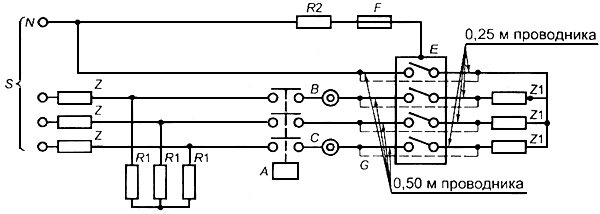 R2
F
N
E
0,25 м проводника
S
Z
B
Z1
Z
Z1
Z
C
Z1
R1
R1
R1
A
G
0,50 м проводника